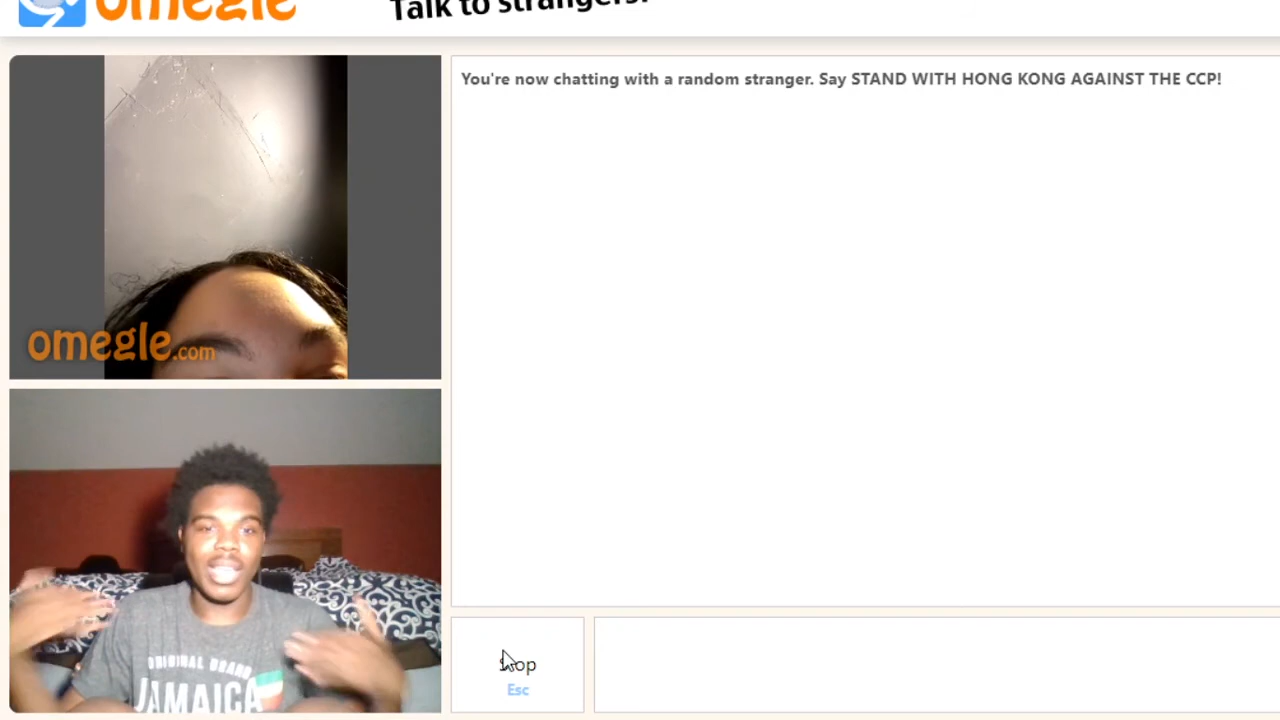 omegle
Talk to strangers!
You're now chatting with a random stranger. Say STAND WITH HONG KONG AGAINST THE CCP!
omegle.com
ORIGINAL BRAND
JAMAICA
Stop
Esc